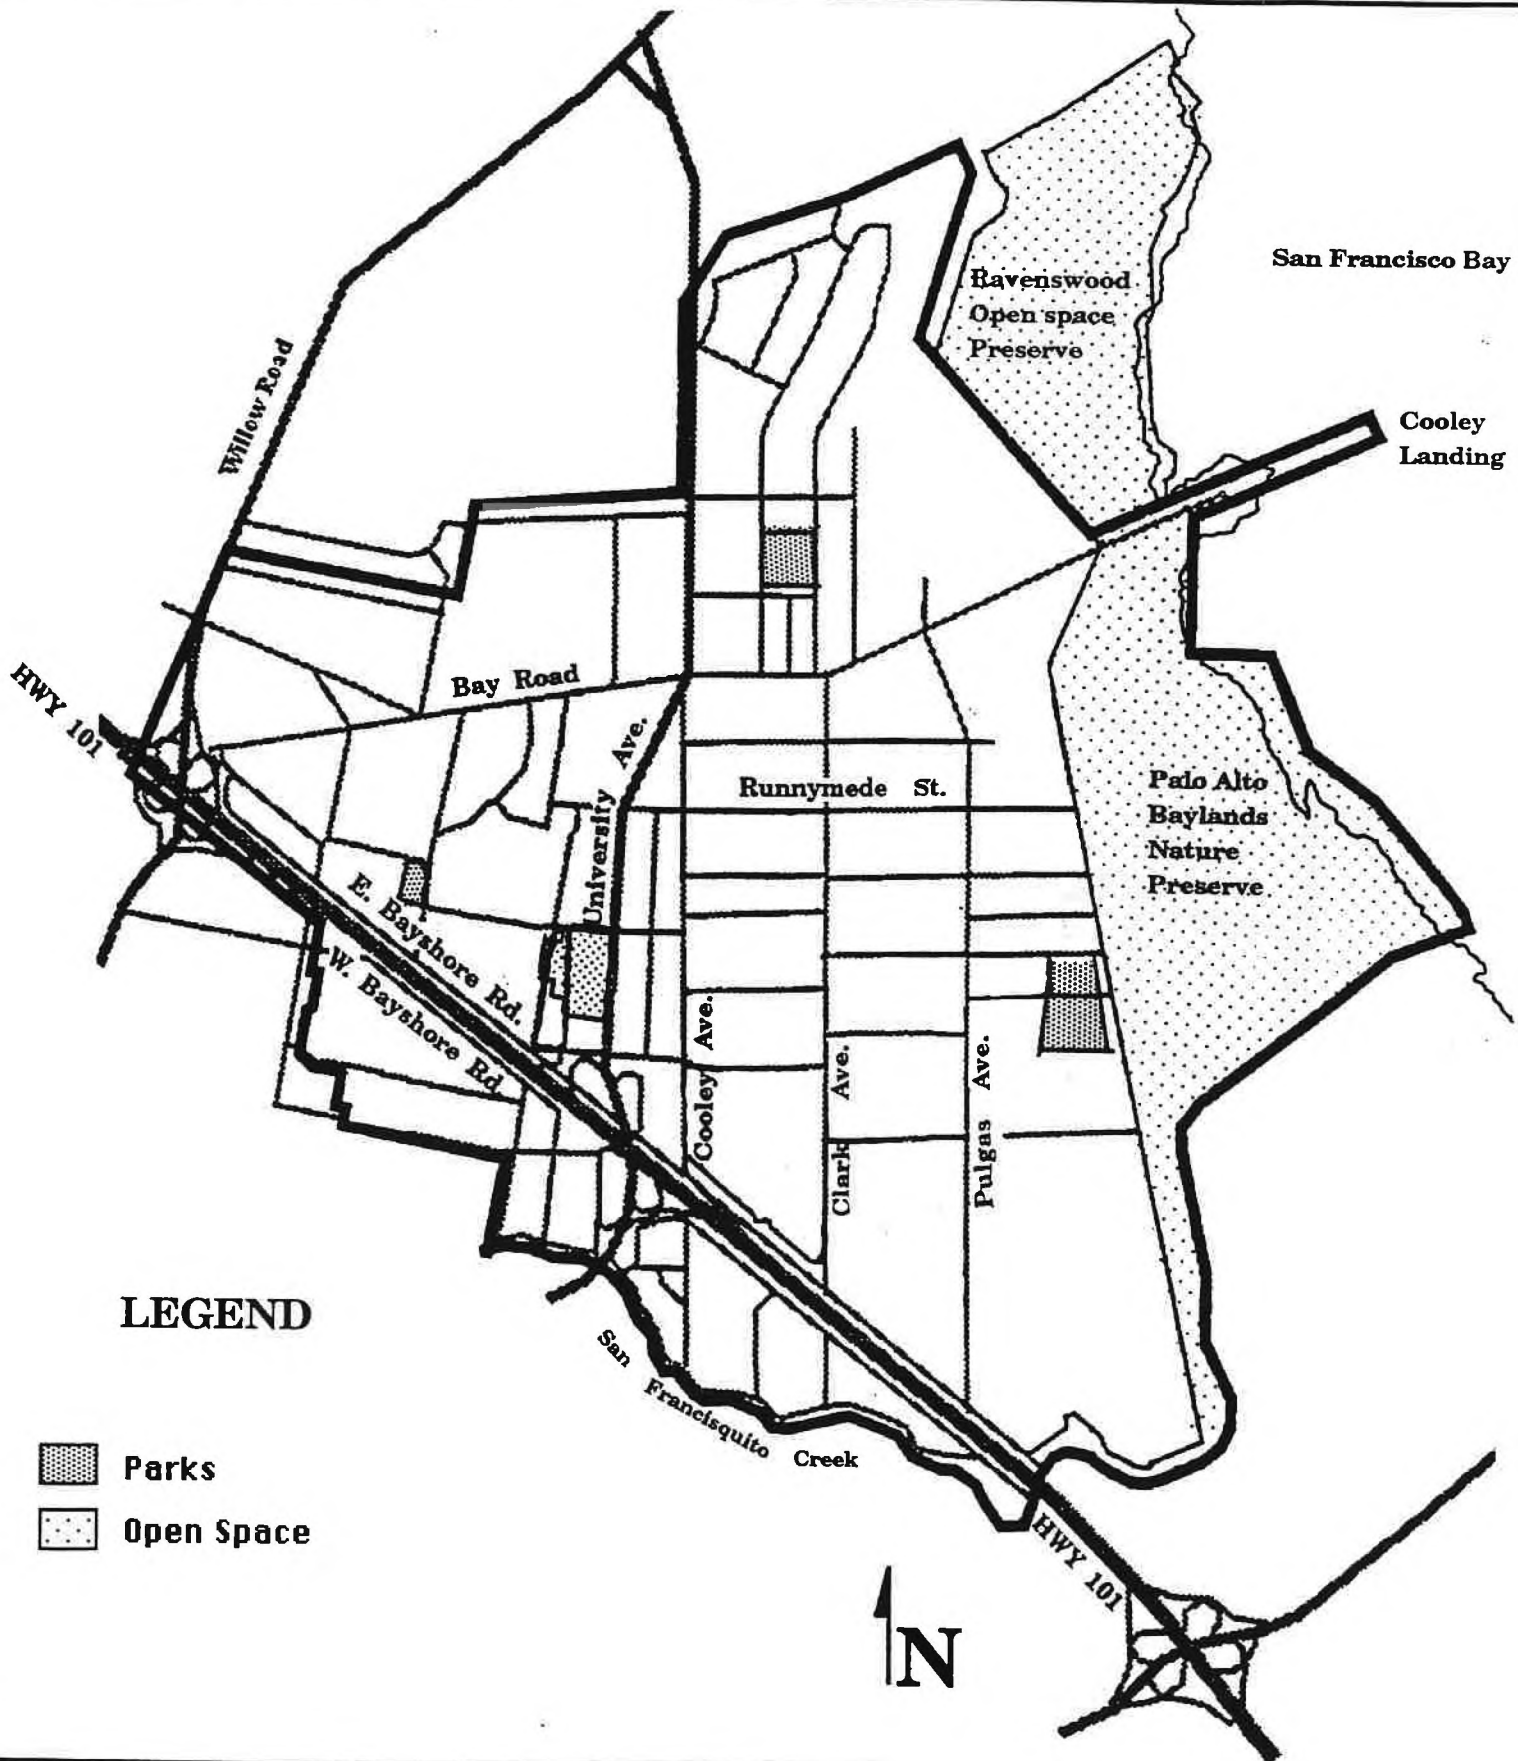 San Francisco Bay
Ravenswood
Open space
Preserve
Willow Road
Cooley
Landing
HWY 101
Bay Road
University Ave.
Runnymede St.
Palo Alto
Baylands
Nature
Preserve
E. Bayshore Rd.
W. Bayshore Rd.
Cooley Ave.
Clark Ave.
Pulgas Ave.
LEGEND
San Francisquito Creek
Parks
Open Space
HWY 101
N